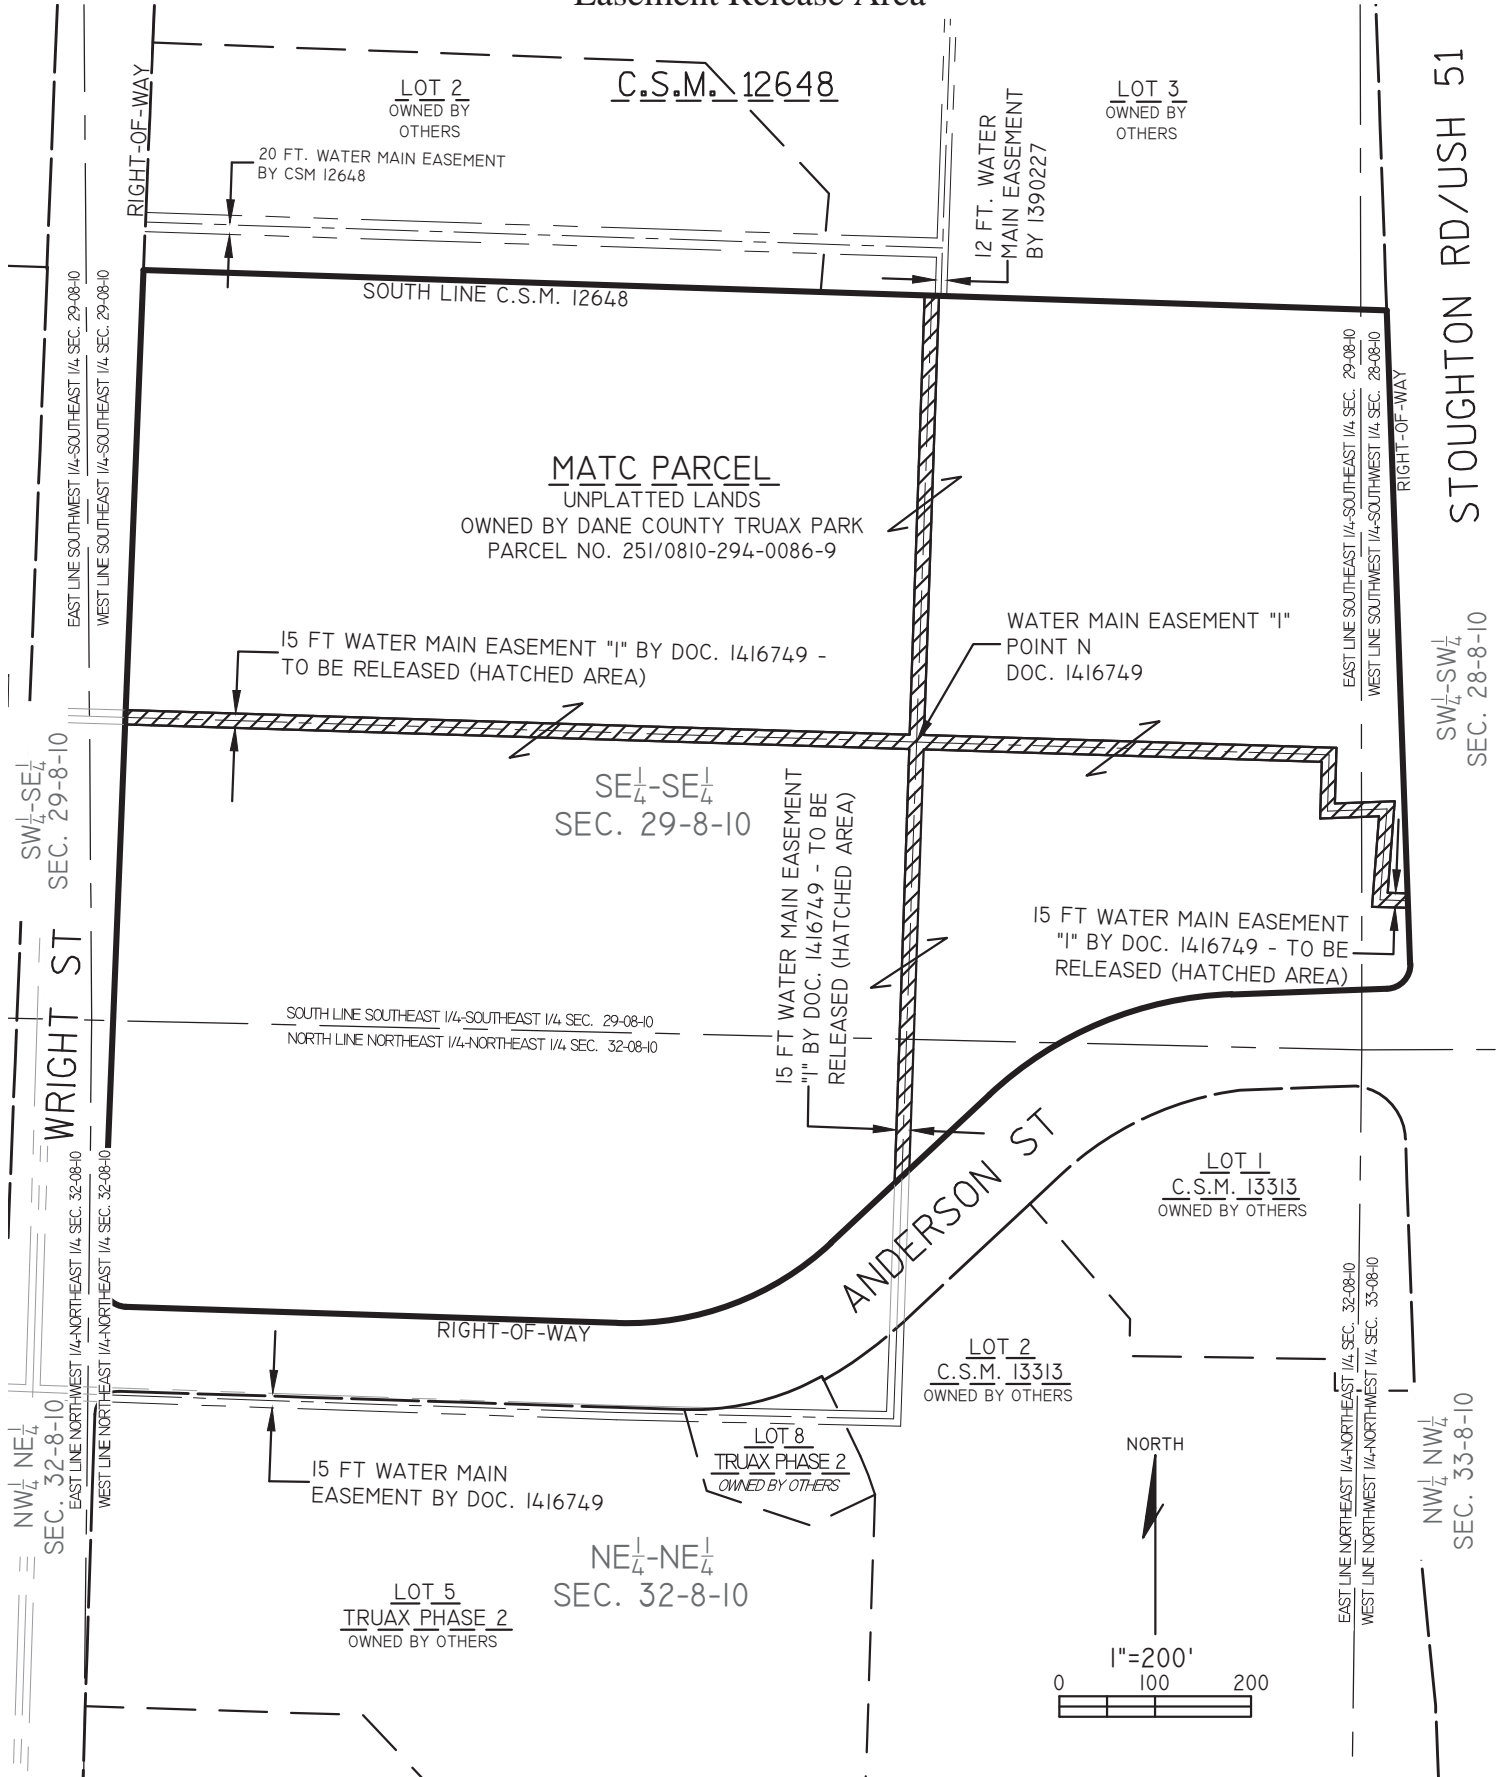 Easement Release Area
C.S.M. 12648
LOT 2
OWNED BY
OTHERS
LOT 3
OWNED BY
OTHERS
RIGHT-OF-WAY
20 FT. WATER MAIN EASEMENT
BY CSM 12648
12 FT. WATER
MAIN EASEMENT
BY 1390227
STOUGHTON RD/USH 51
SOUTH LINE C.S.M. 12648
EAST LINE SOUTHWEST 1/4-SOUTHEAST 1/4 SEC. 29-08-10
WEST LINE SOUTHEAST 1/4-SOUTHEAST 1/4 SEC. 29-08-10
EAST LINE SOUTHEAST 1/4-SOUTHEAST 1/4 SEC. 29-08-10
WEST LINE SOUTHWEST 1/4-SOUTHWEST 1/4 SEC. 28-08-10
RIGHT-OF-WAY
MATC PARCEL
UNPLATTED LANDS
OWNED BY DANE COUNTY TRUAX PARK
PARCEL NO. 251/0810-294-0086-9
15 FT WATER MAIN EASEMENT "1" BY DOC. 1416749 -
TO BE RELEASED (HATCHED AREA)
WATER MAIN EASEMENT "1"
POINT N
DOC. 1416749
SW1/4-SW1/4
SEC. 28-8-10
SW1/4-SE1/4
SEC. 29-8-10
SE1/4-SE1/4
SEC. 29-8-10
15 FT WATER MAIN EASEMENT
"1" BY DOC. 1416749 - TO BE
RELEASED (HATCHED AREA)
15 FT WATER MAIN EASEMENT
"1" BY DOC. 1416749 - TO BE
RELEASED (HATCHED AREA)
WRIGHT ST
SOUTH LINE SOUTHEAST 1/4-SOUTHEAST 1/4 SEC. 29-08-10
NORTH LINE NORTHEAST 1/4-NORTHEAST 1/4 SEC. 32-08-10
ANDERSON ST
LOT 1
C.S.M. 13313
OWNED BY OTHERS
EAST LINE NORTHWEST 1/4-NORTHEAST 1/4 SEC. 32-08-10
WEST LINE NORTHEAST 1/4-NORTHEAST 1/4 SEC. 32-08-10
RIGHT-OF-WAY
LOT 2
C.S.M. 13313
OWNED BY OTHERS
EAST LINE NORTHEAST 1/4-NORTHEAST 1/4 SEC. 32-08-10
WEST LINE NORTHWEST 1/4-NORTHWEST 1/4 SEC. 33-08-10
NW1/4 NE1/4
SEC. 32-8-10
NW1/4 NW1/4
SEC. 33-8-10
LOT 8
TRUAX PHASE 2
OWNED BY OTHERS
15 FT WATER MAIN
EASEMENT BY DOC. 1416749
NORTH
NE1/4-NE1/4
SEC. 32-8-10
LOT 5
TRUAX PHASE 2
OWNED BY OTHERS
1"=200'
0 100 200